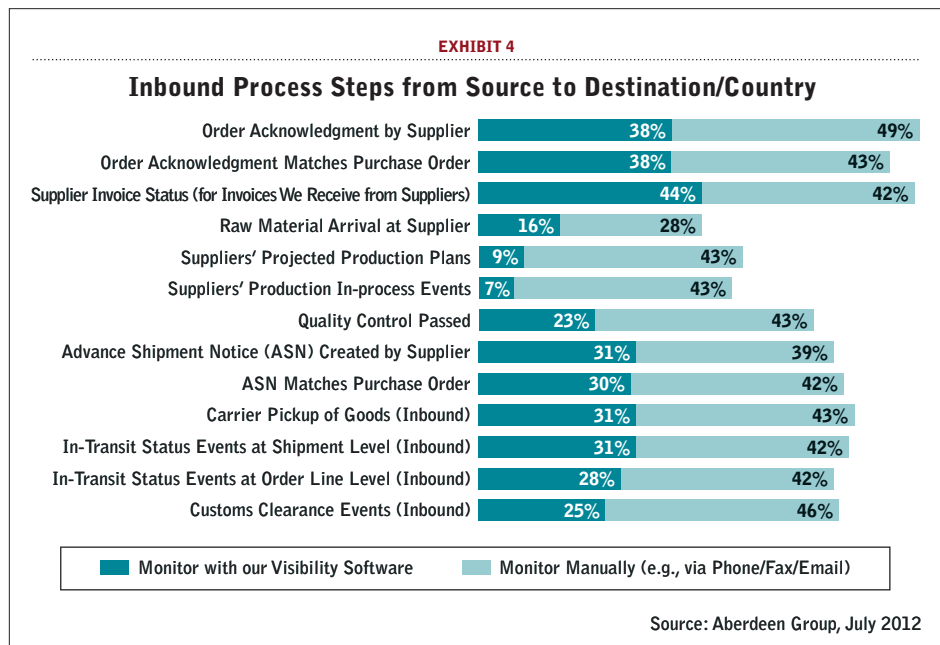 EXHIBIT 4
Inbound Process Steps from Source to Destination/Country
Order Acknowledgment by Supplier 38% 49%
Order Acknowledgment Matches Purchase Order 38% 43%
Supplier Invoice Status (for Invoices We Receive from Suppliers) 44% 42%
Raw Material Arrival at Supplier 16% 28%
Suppliers’ Projected Production Plans 9% 43%
Suppliers’ Production In-process Events 7% 43%
Quality Control Passed 23% 43%
Advance Shipment Notice (ASN) Created by Supplier 31% 39%
ASN Matches Purchase Order 30% 42%
Carrier Pickup of Goods (Inbound) 31% 43%
In-Transit Status Events at Shipment Level (Inbound) 31% 42%
In-Transit Status Events at Order Line Level (Inbound) 28% 42%
Customs Clearance Events (Inbound) 25% 46%
Monitor with our Visibility Software Monitor Manually (e.g., via Phone/Fax/Email)
Source: Aberdeen Group, July 2012